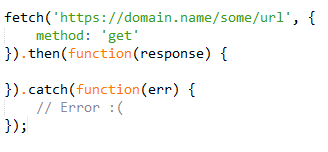 fetch('https://domain.name/some/url', {
    method: 'get'
}).then(function(response) {

}).catch(function(err) {
    // Error :(
});